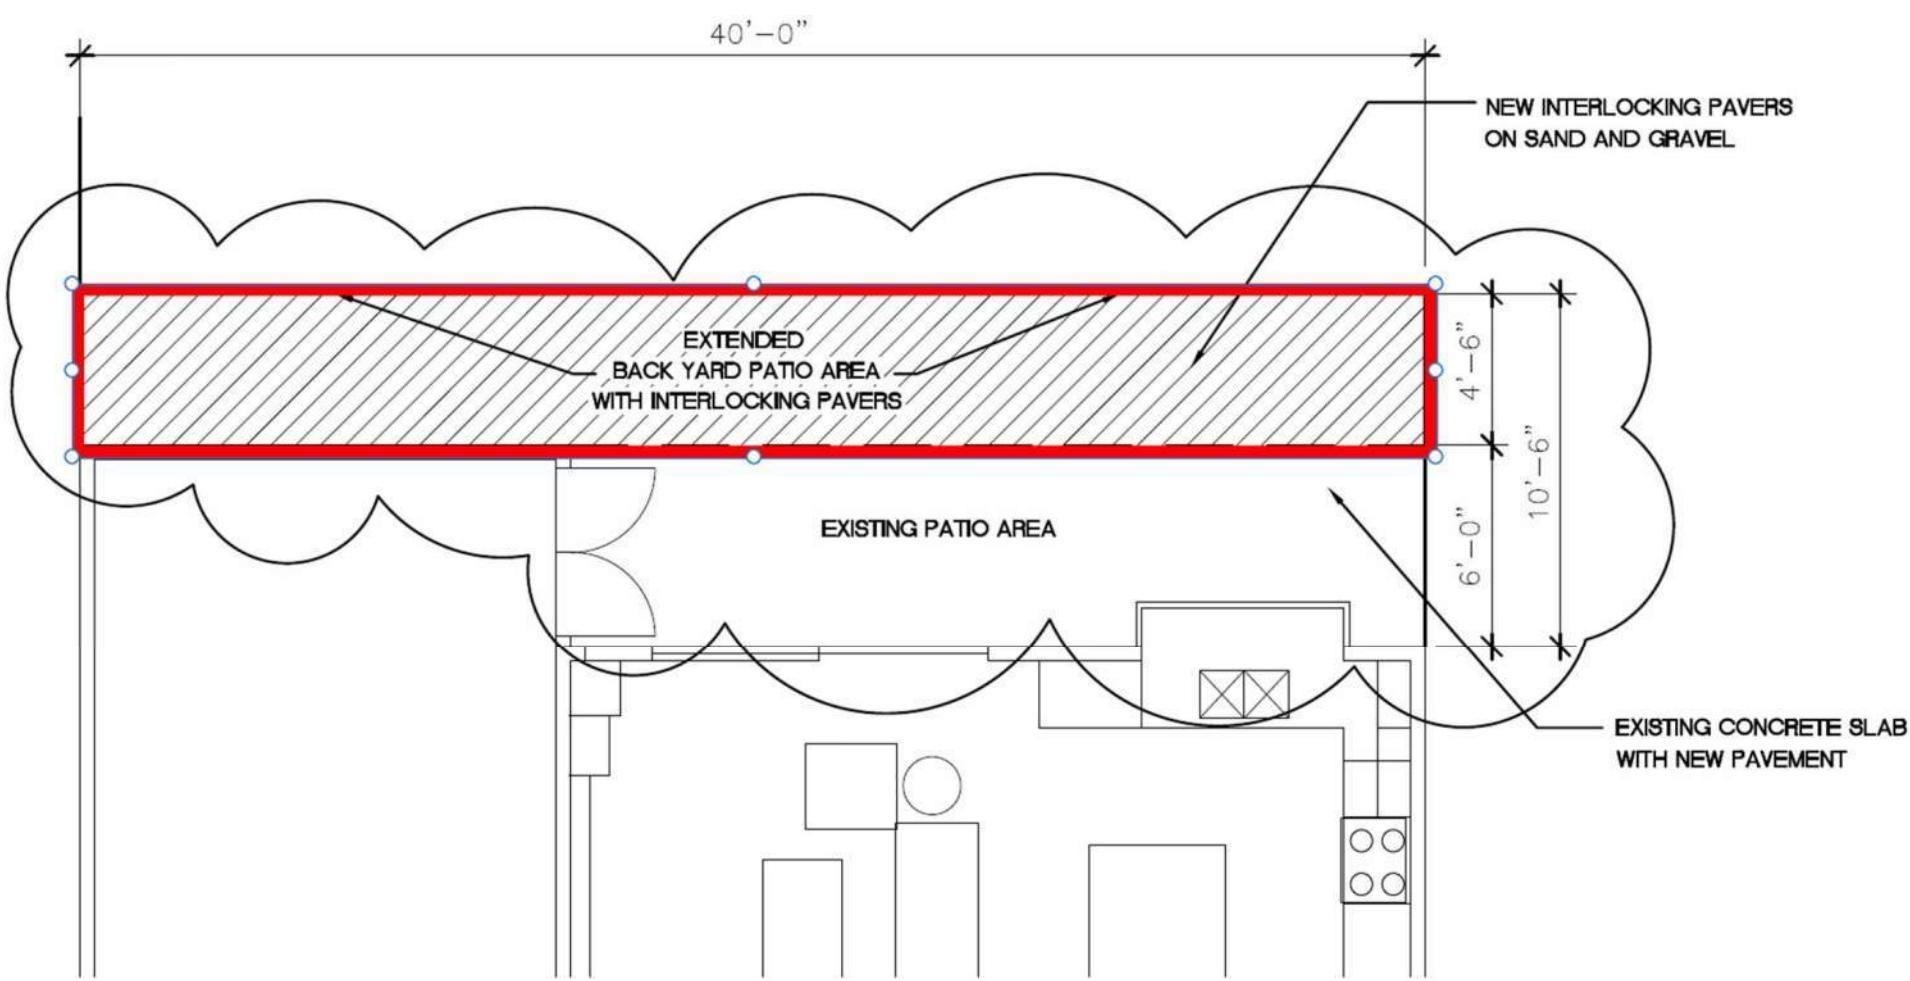 40'-0"
NEW INTERLOCKING PAVERS
ON SAND AND GRAVEL
EXTENDED
BACK YARD PATIO AREA
WITH INTERLOCKING PAVERS
4'-6"
10'-6"
6'-0"
EXISTING PATIO AREA
EXISTING CONCRETE SLAB
WITH NEW PAVEMENT